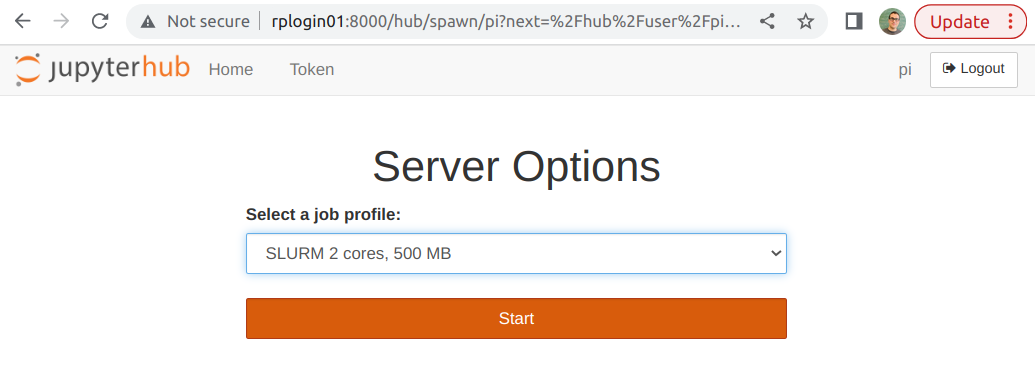 Not secure rplogin01:8000/hub/spawn/pi?next=%2Fhub%2Fuser%2Fpi... Update
jupyterhub Home Token pi Logout
Server Options
Select a job profile:
SLURM 2 cores, 500 MB
Start